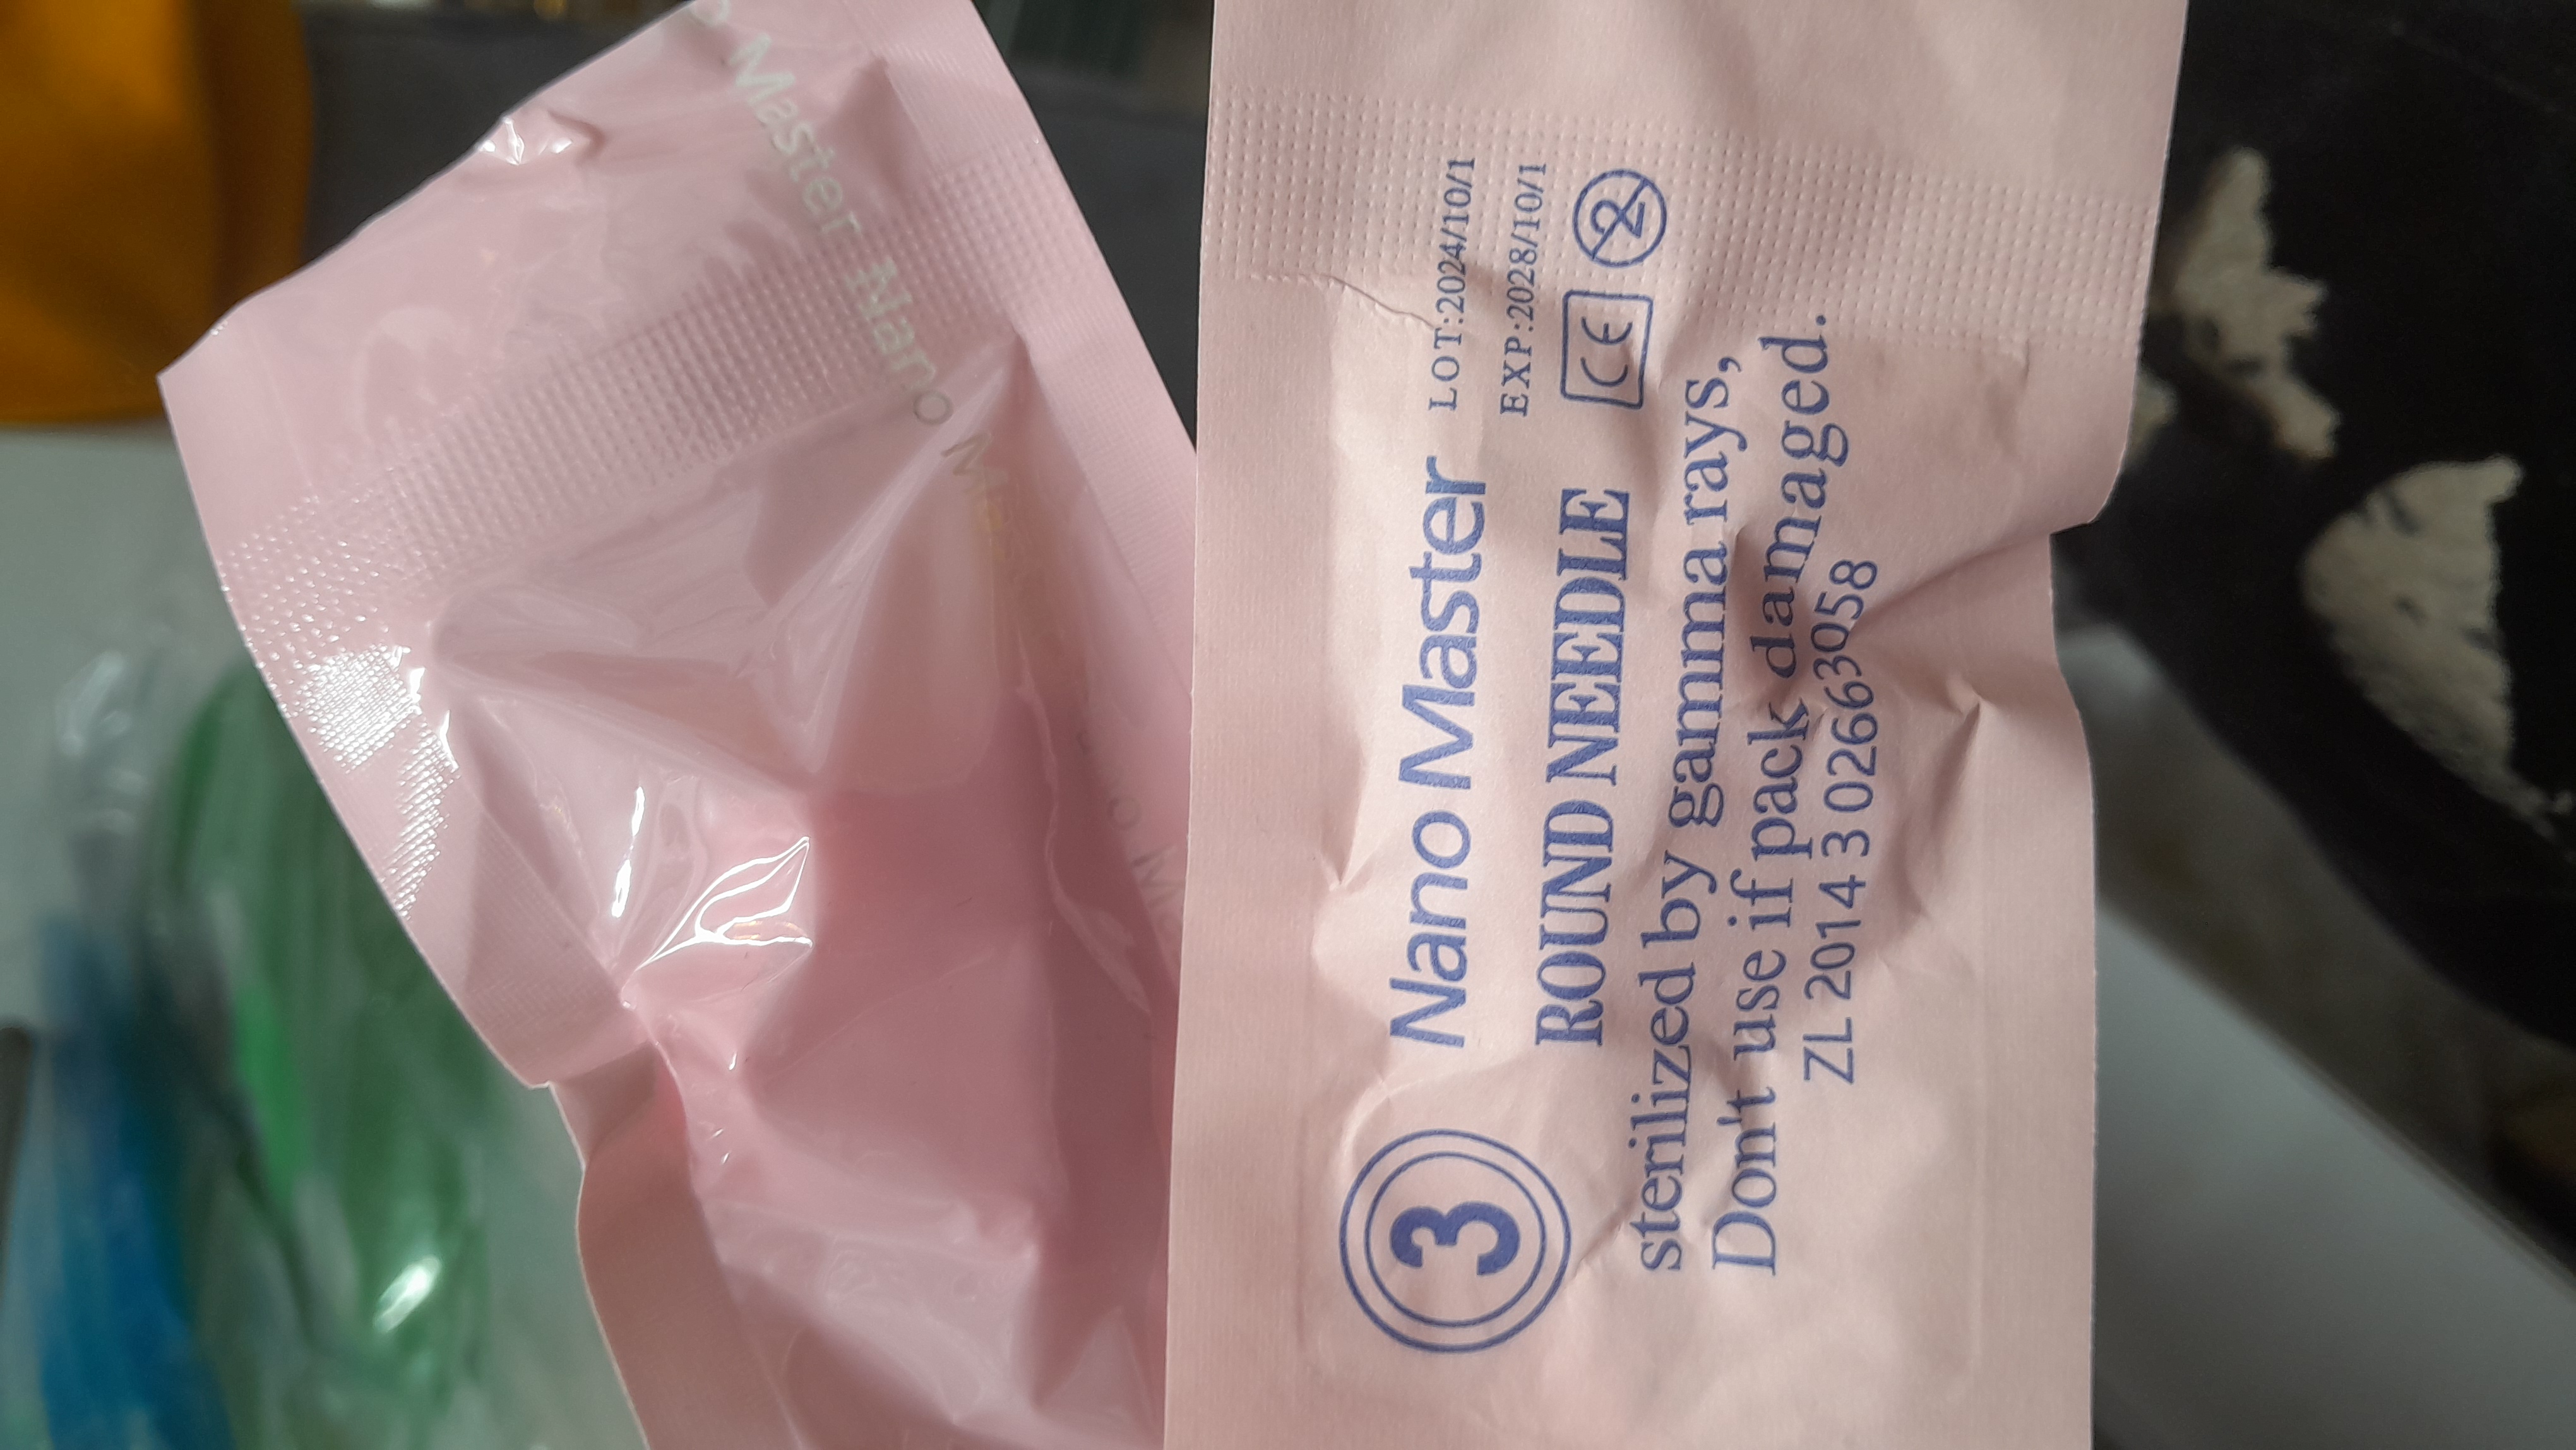 3
Nano Master
LOT:2024/10/1
EXP:2028/10/1
ROUND NEEDLE
CE
2
sterilized by gamma rays,
Don't use if pack damaged.
ZL 2014 3 02663058
o Master Nano M